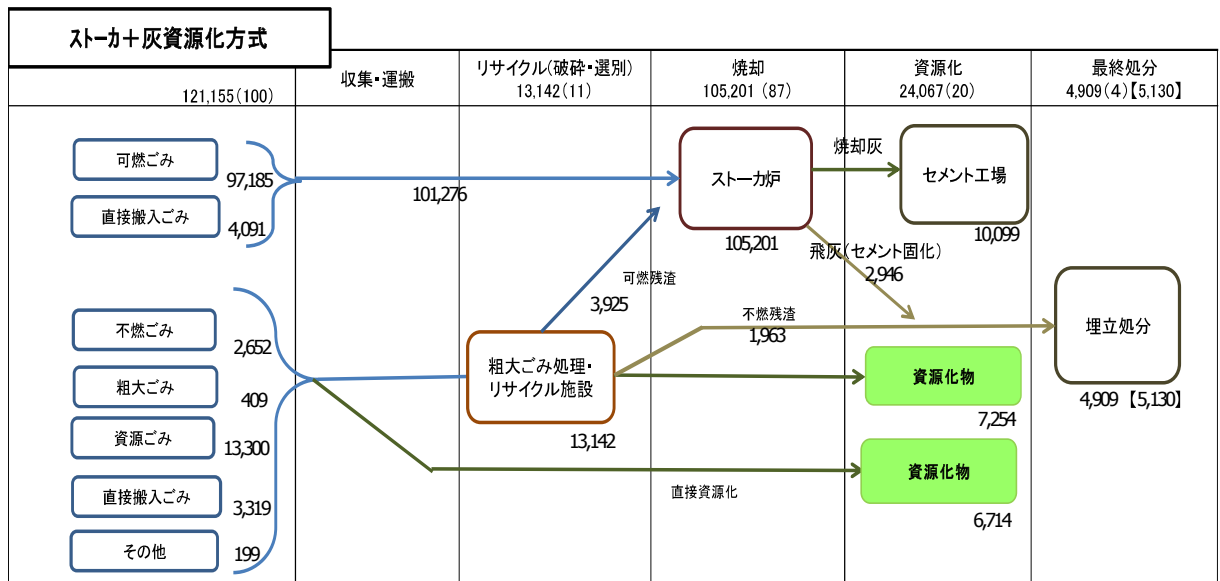 ストーカ＋灰資源化方式
収集・運搬
リサイクル(破砕・選別)
13,142(11)
焼却
105,201 (87)
資源化
24,067(20)
最終処分
4,909(4)【5,130】
121,155(100)
可燃ごみ
97,185
直接搬入ごみ
4,091
101,276
ストーカ炉
105,201
焼却灰
セメント工場
10,099
飛灰(セメント固化)
2,946
可燃残渣
3,925
不燃残渣
1,963
埋立処分
4,909 【5,130】
不燃ごみ
2,652
粗大ごみ
409
資源ごみ
13,300
直接搬入ごみ
3,319
その他
199
粗大ごみ処理・
リサイクル施設
13,142
資源化物
7,254
資源化物
6,714
直接資源化